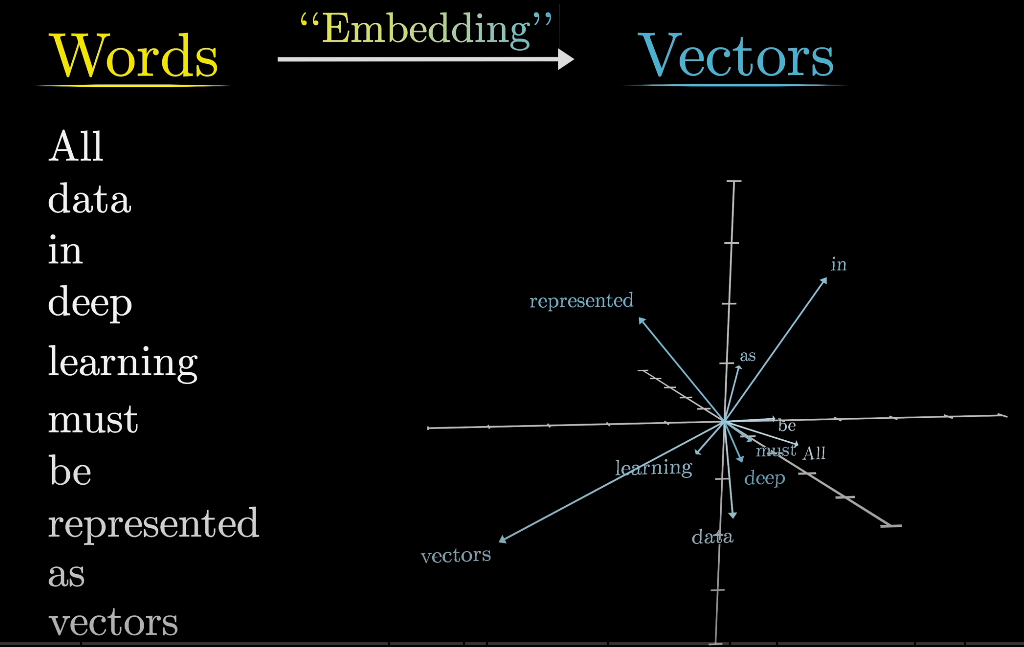 Words
“Embedding”
Vectors
All
data
in
deep
learning
must
be
represented
as
vectors
in
represented
as
be
must
All
learning
deep
data
vectors